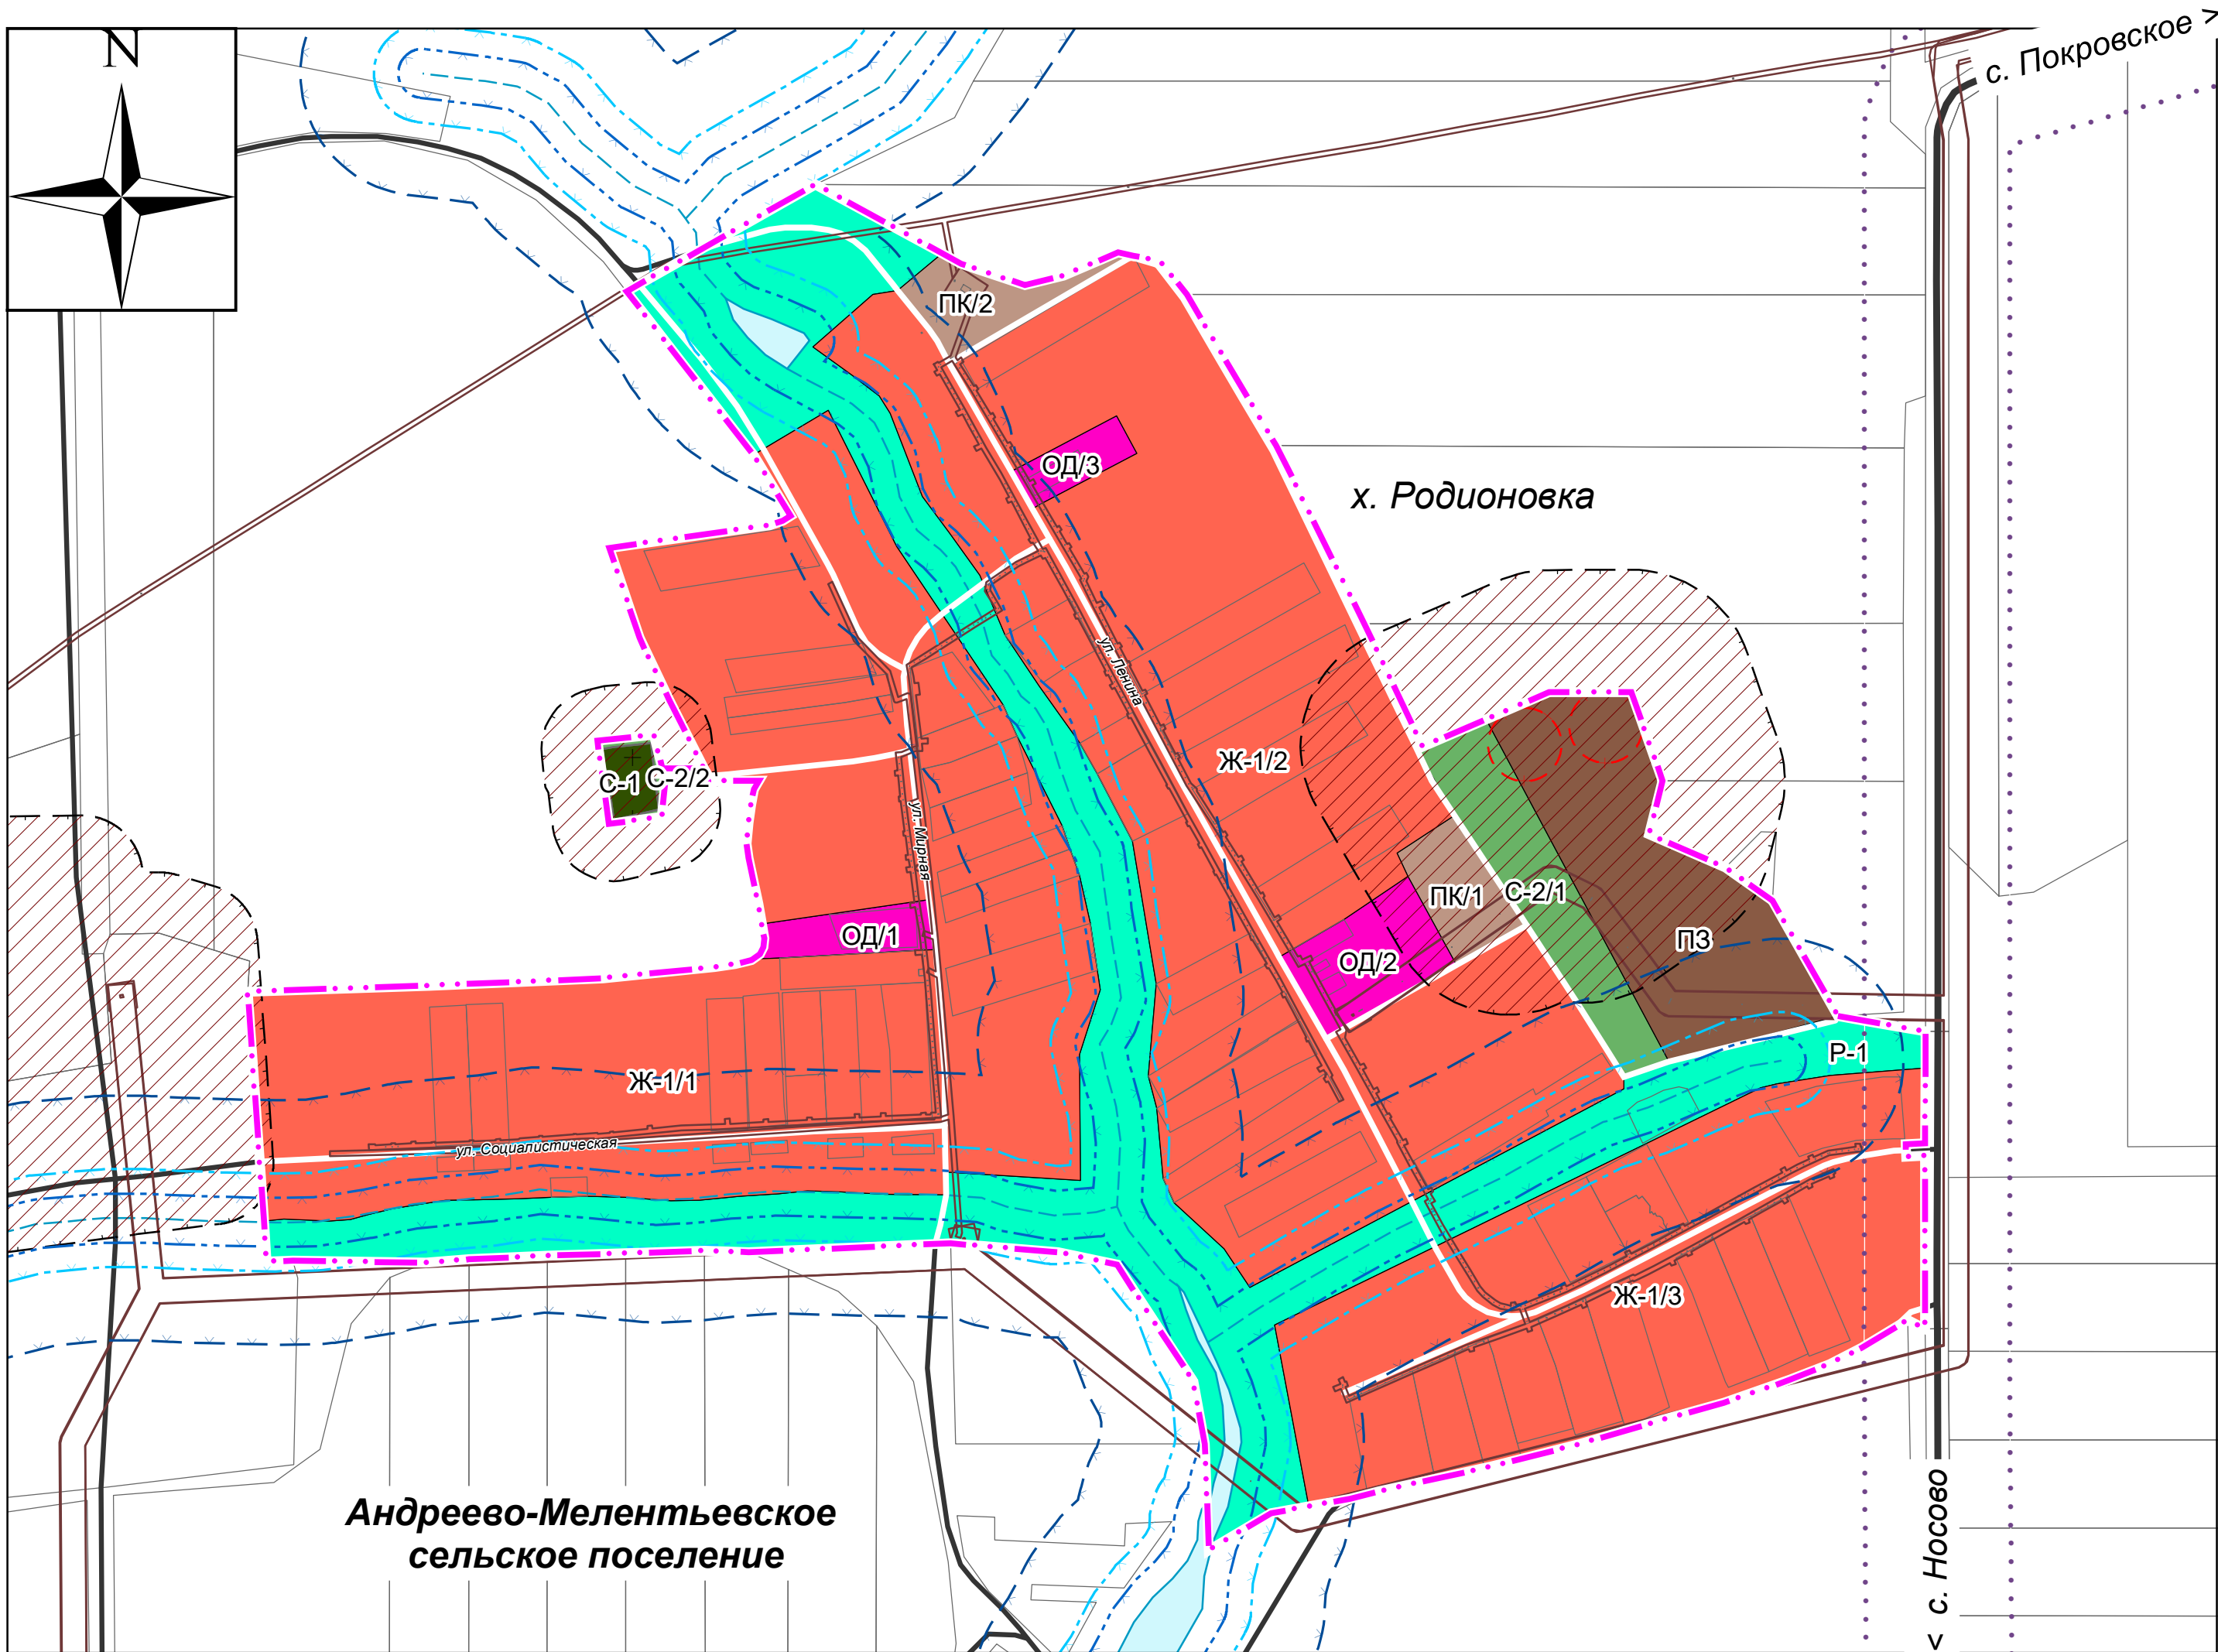 N
с. Покровское >
ПК/2
ОД/3
х. Родионовка
ул. Ленина
Ж-1/2
С-1
С-2/2
ул. Мирная
ПК/1
С-2/1
ОД/1
ОД/2
ПЗ
Р-1
Ж-1/1
ул. Социалистическая
Ж-1/3
Андреево-Мелентьевское
сельское поселение
< с. Носово